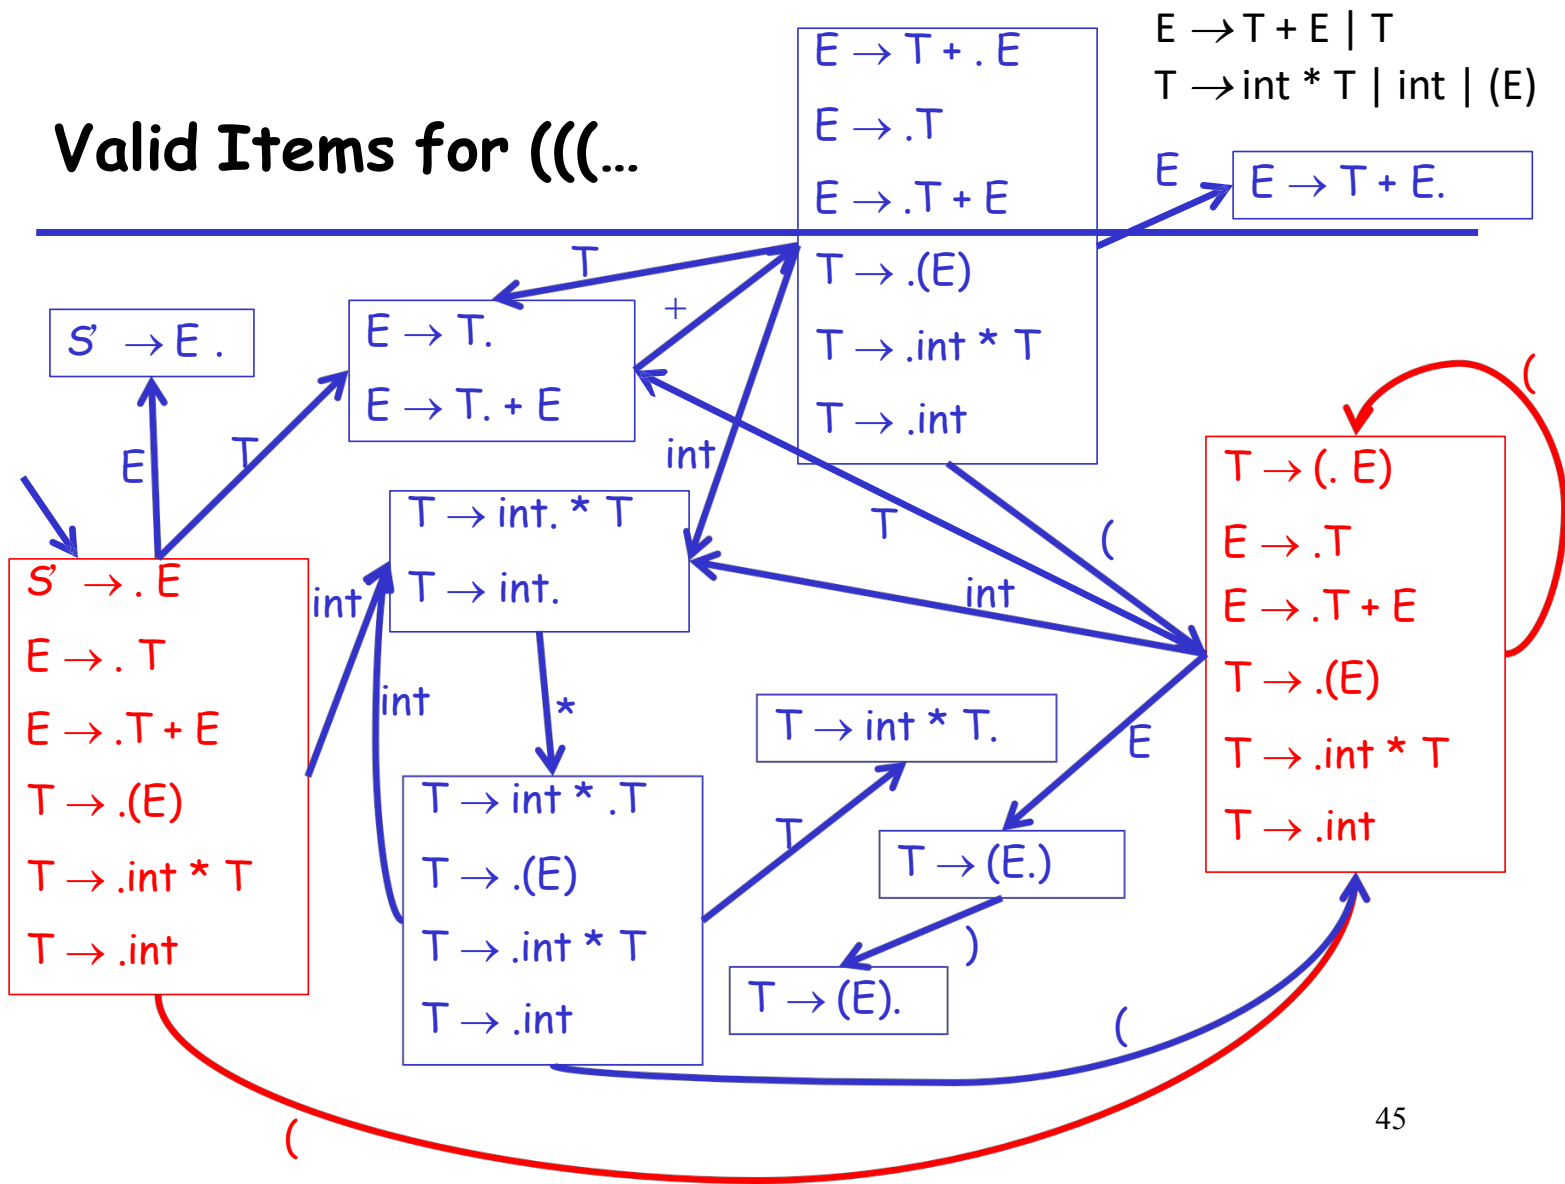 E → T + E | T
T → int * T | int | (E)
Valid Items for (((…
E → T + . E
E → .T
E → .T + E
T → .(E)
T → .int * T
T → .int
E
E → T + E.
T
+
S’ → E .
E → T.
E → T. + E
E
T
int
T
(
(
T → int. * T
T → int.
int
int
int
*
S’ → . E
E → . T
E → .T + E
T → .(E)
T → .int * T
T → .int
T → (. E)
E → .T
E → .T + E
T → .(E)
T → .int * T
T → .int
T → int * T.
E
T → int * .T
T → .(E)
T → .int * T
T → .int
T
T → (E.)
)
T → (E).
(
(
45